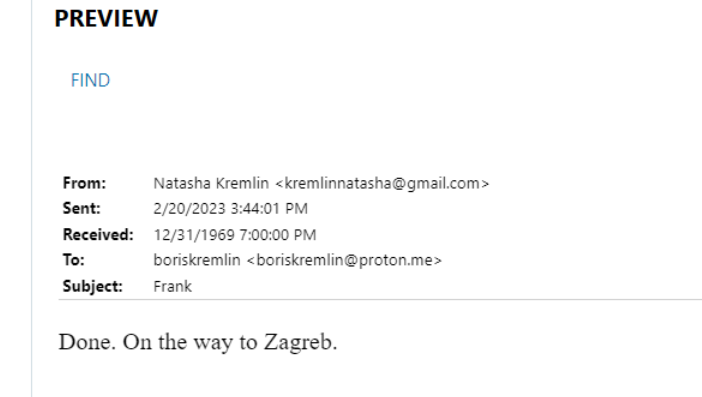 PREVIEW
FIND
From: Natasha Kremlin <kremlinnatasha@gmail.com>
Sent: 2/20/2023 3:44:01 PM
Received: 12/31/1969 7:00:00 PM
To: boriskremlin <boriskremlin@proton.me>
Subject: Frank
Done. On the way to Zagreb.